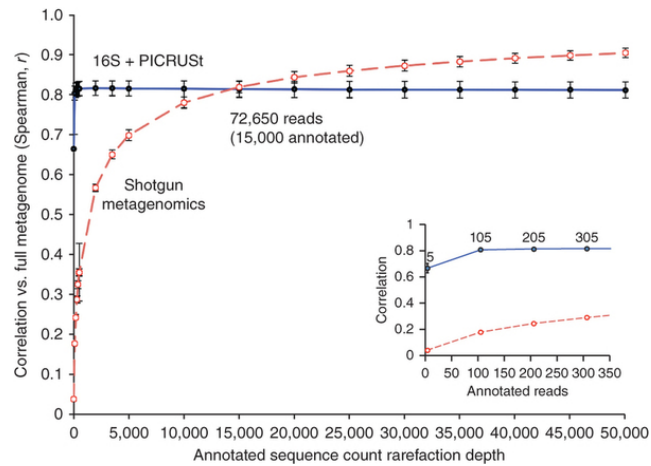 Correlation vs. full metagenome (Spearman, r)
1.0
0.9
0.8
0.7
0.6
0.5
0.4
0.3
0.2
0.1
0
16S + PICRUSt
72,650 reads
(15,000 annotated)
Shotgun
metagenomics
0 5,000 10,000 15,000 20,000 25,000 30,000 35,000 40,000 45,000 50,000
Annotated sequence count rarefaction depth
Correlation
1
0.8
0.6
0.4
0.2
0
5 105 205 305
0 50 100 150 200 250 300 350
Annotated reads